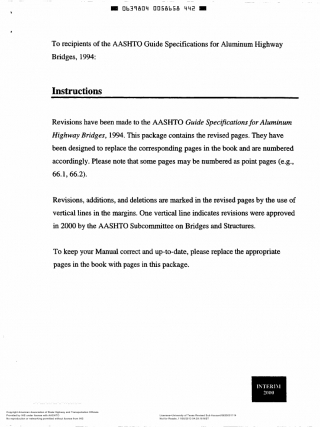 0639804 0058658 442
To recipients of the AASHTO Guide Specifications for Aluminum Highway
Bridges, 1994:
Instructions
Revisions have been made to the AASHTO Guide Specifications for Aluminum
Highway Bridges, 1994. This package contains the revised pages. They have
been designed to replace the corresponding pages in the book and are numbered
accordingly. Please note that some pages may be numbered as point pages (e.g.,
66.1, 66.2).
Revisions, additions, and deletions are marked in the revised pages by the use of
vertical lines in the margins. One vertical line indicates revisions were approved
in 2000 by the AASHTO Subcommittee on Bridges and Structures.
To keep your Manual correct and up-to-date, please replace the appropriate
pages in the book with pages in this package.
INTERIM
2000